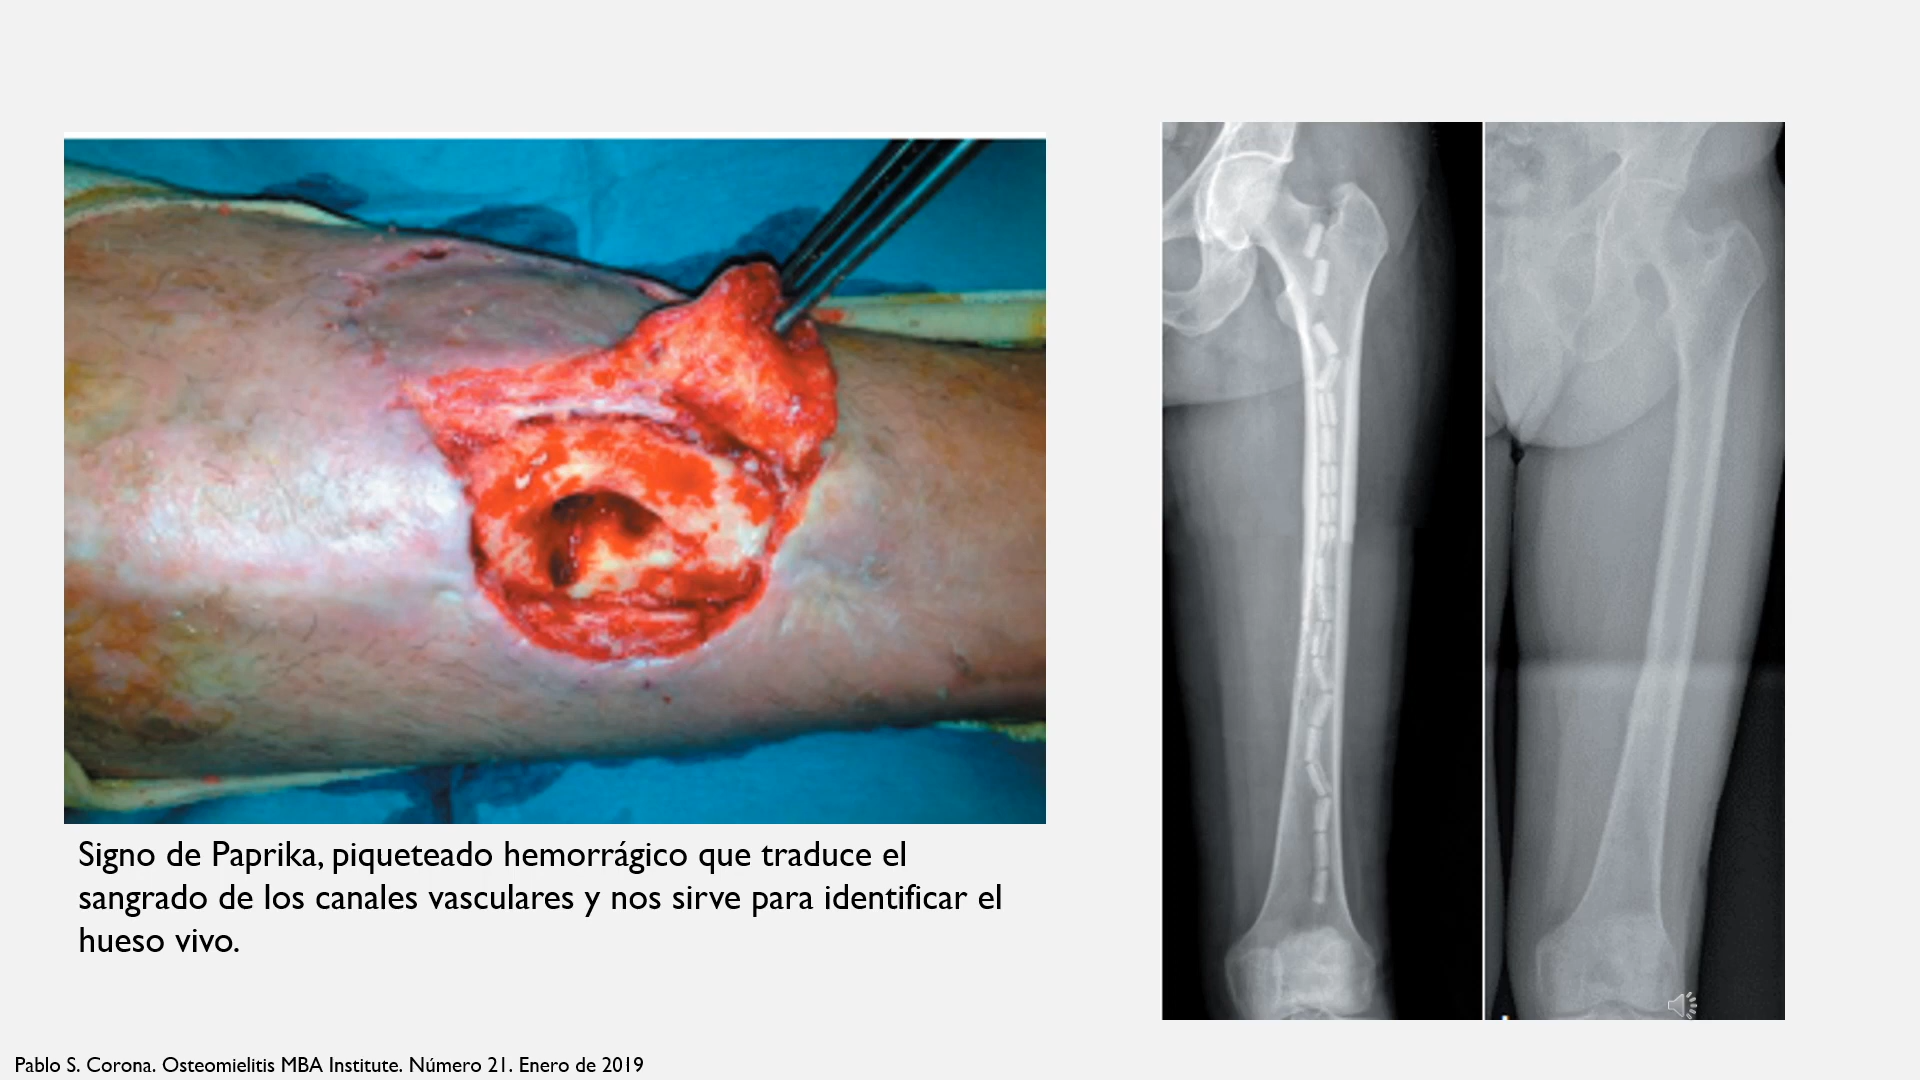 Signo de Paprika, piqueteado hemorrágico que traduce el
sangrado de los canales vasculares y nos sirve para identificar el
hueso vivo.
Pablo S. Corona. Osteomielitis MBA Institute. Número 21. Enero de 2019